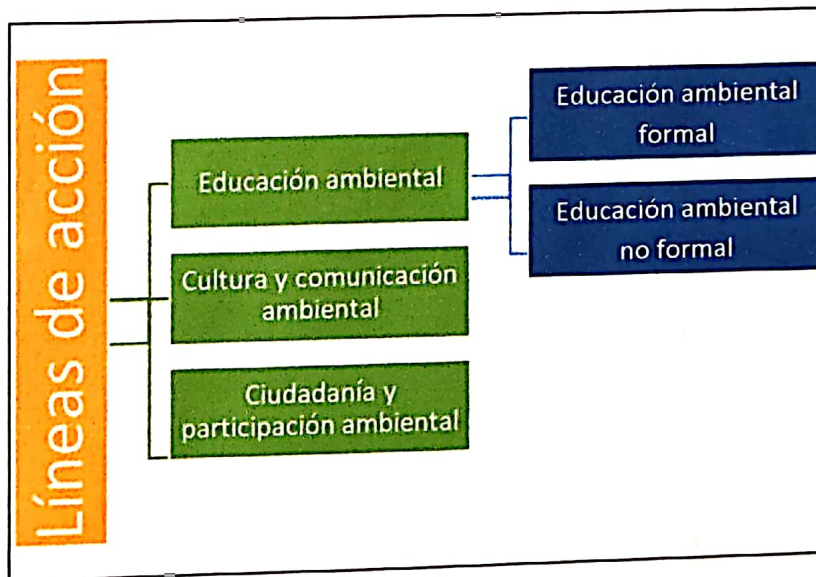 Líneas de acción
Educación ambiental
Cultura y comunicación
ambiental
Ciudadanía y
participación ambiental
Educación ambiental
formal
Educación ambiental
no formal